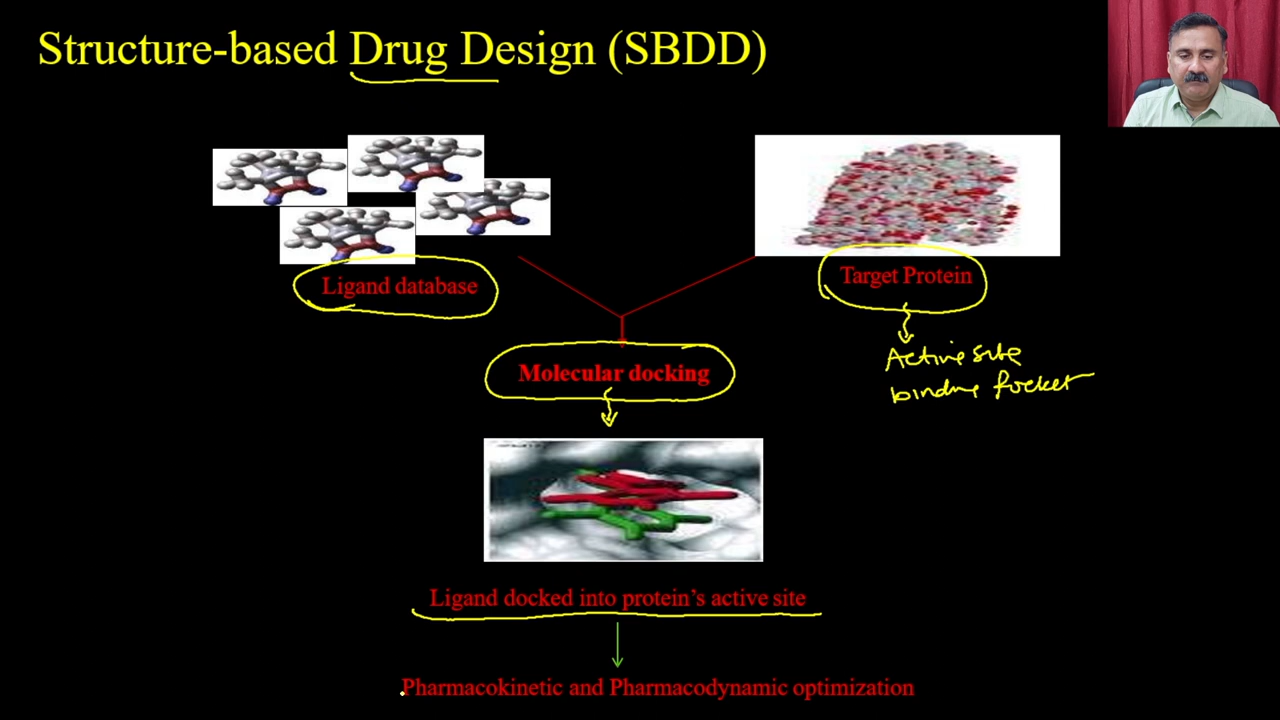 Structure-based Drug Design (SBDD)
Ligand database
Target Protein
Active site
binding Pocket
Molecular docking
Ligand docked into protein's active site
Pharmacokinetic and Pharmacodynamic optimization